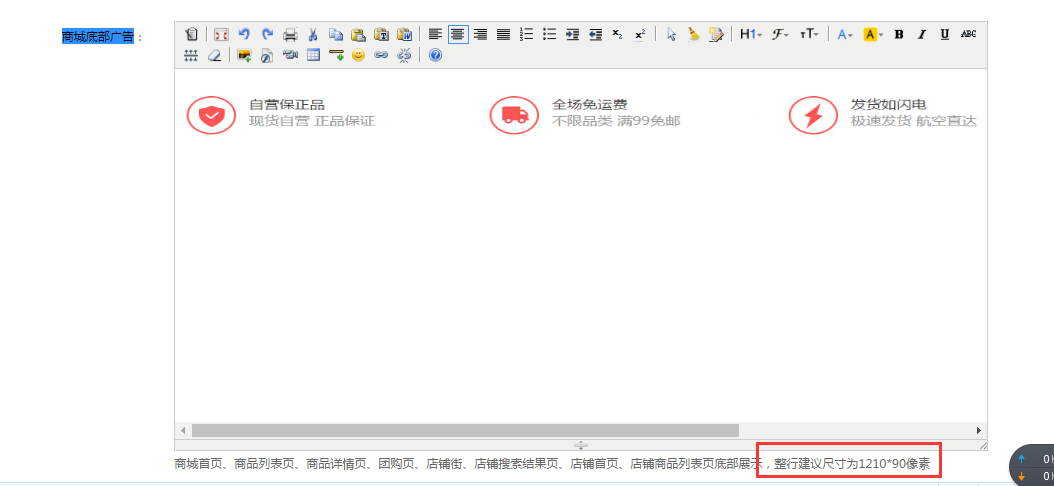 商城底部广告：
H1 F тT A A B I U ABC
自营保正品 全场免运费 发货如闪电
现货自营 正品保证 不限品类 满99免邮 极速发货 航空直达
商城首页、商品列表页、商品详情页、团购页、店铺街、店铺搜索结果页、店铺首页、店铺商品列表页底部展示，整行建议尺寸为1210*90像素
0K
0K